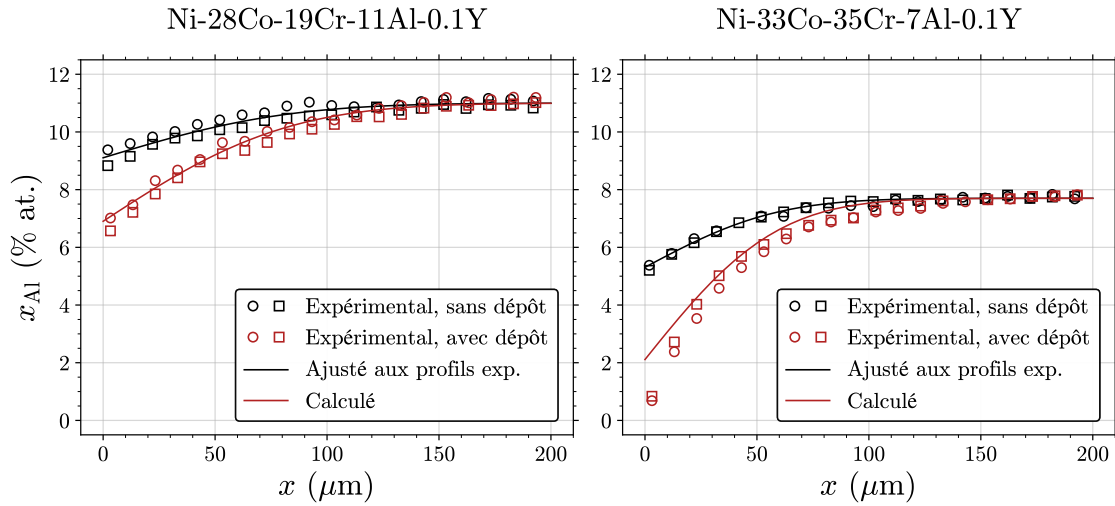 Ni-28Co-19Cr-11Al-0.1Y
Ni-33Co-35Cr-7Al-0.1Y
12
10
8
6
4
2
0
x_Al (% at.)
Expérimental, sans dépôt
Expérimental, avec dépôt
Ajusté aux profils exp.
Calculé
0 50 100 150 200
x (μm)
12
10
8
6
4
2
0
Expérimental, sans dépôt
Expérimental, avec dépôt
Ajusté aux profils exp.
Calculé
0 50 100 150 200
x (μm)